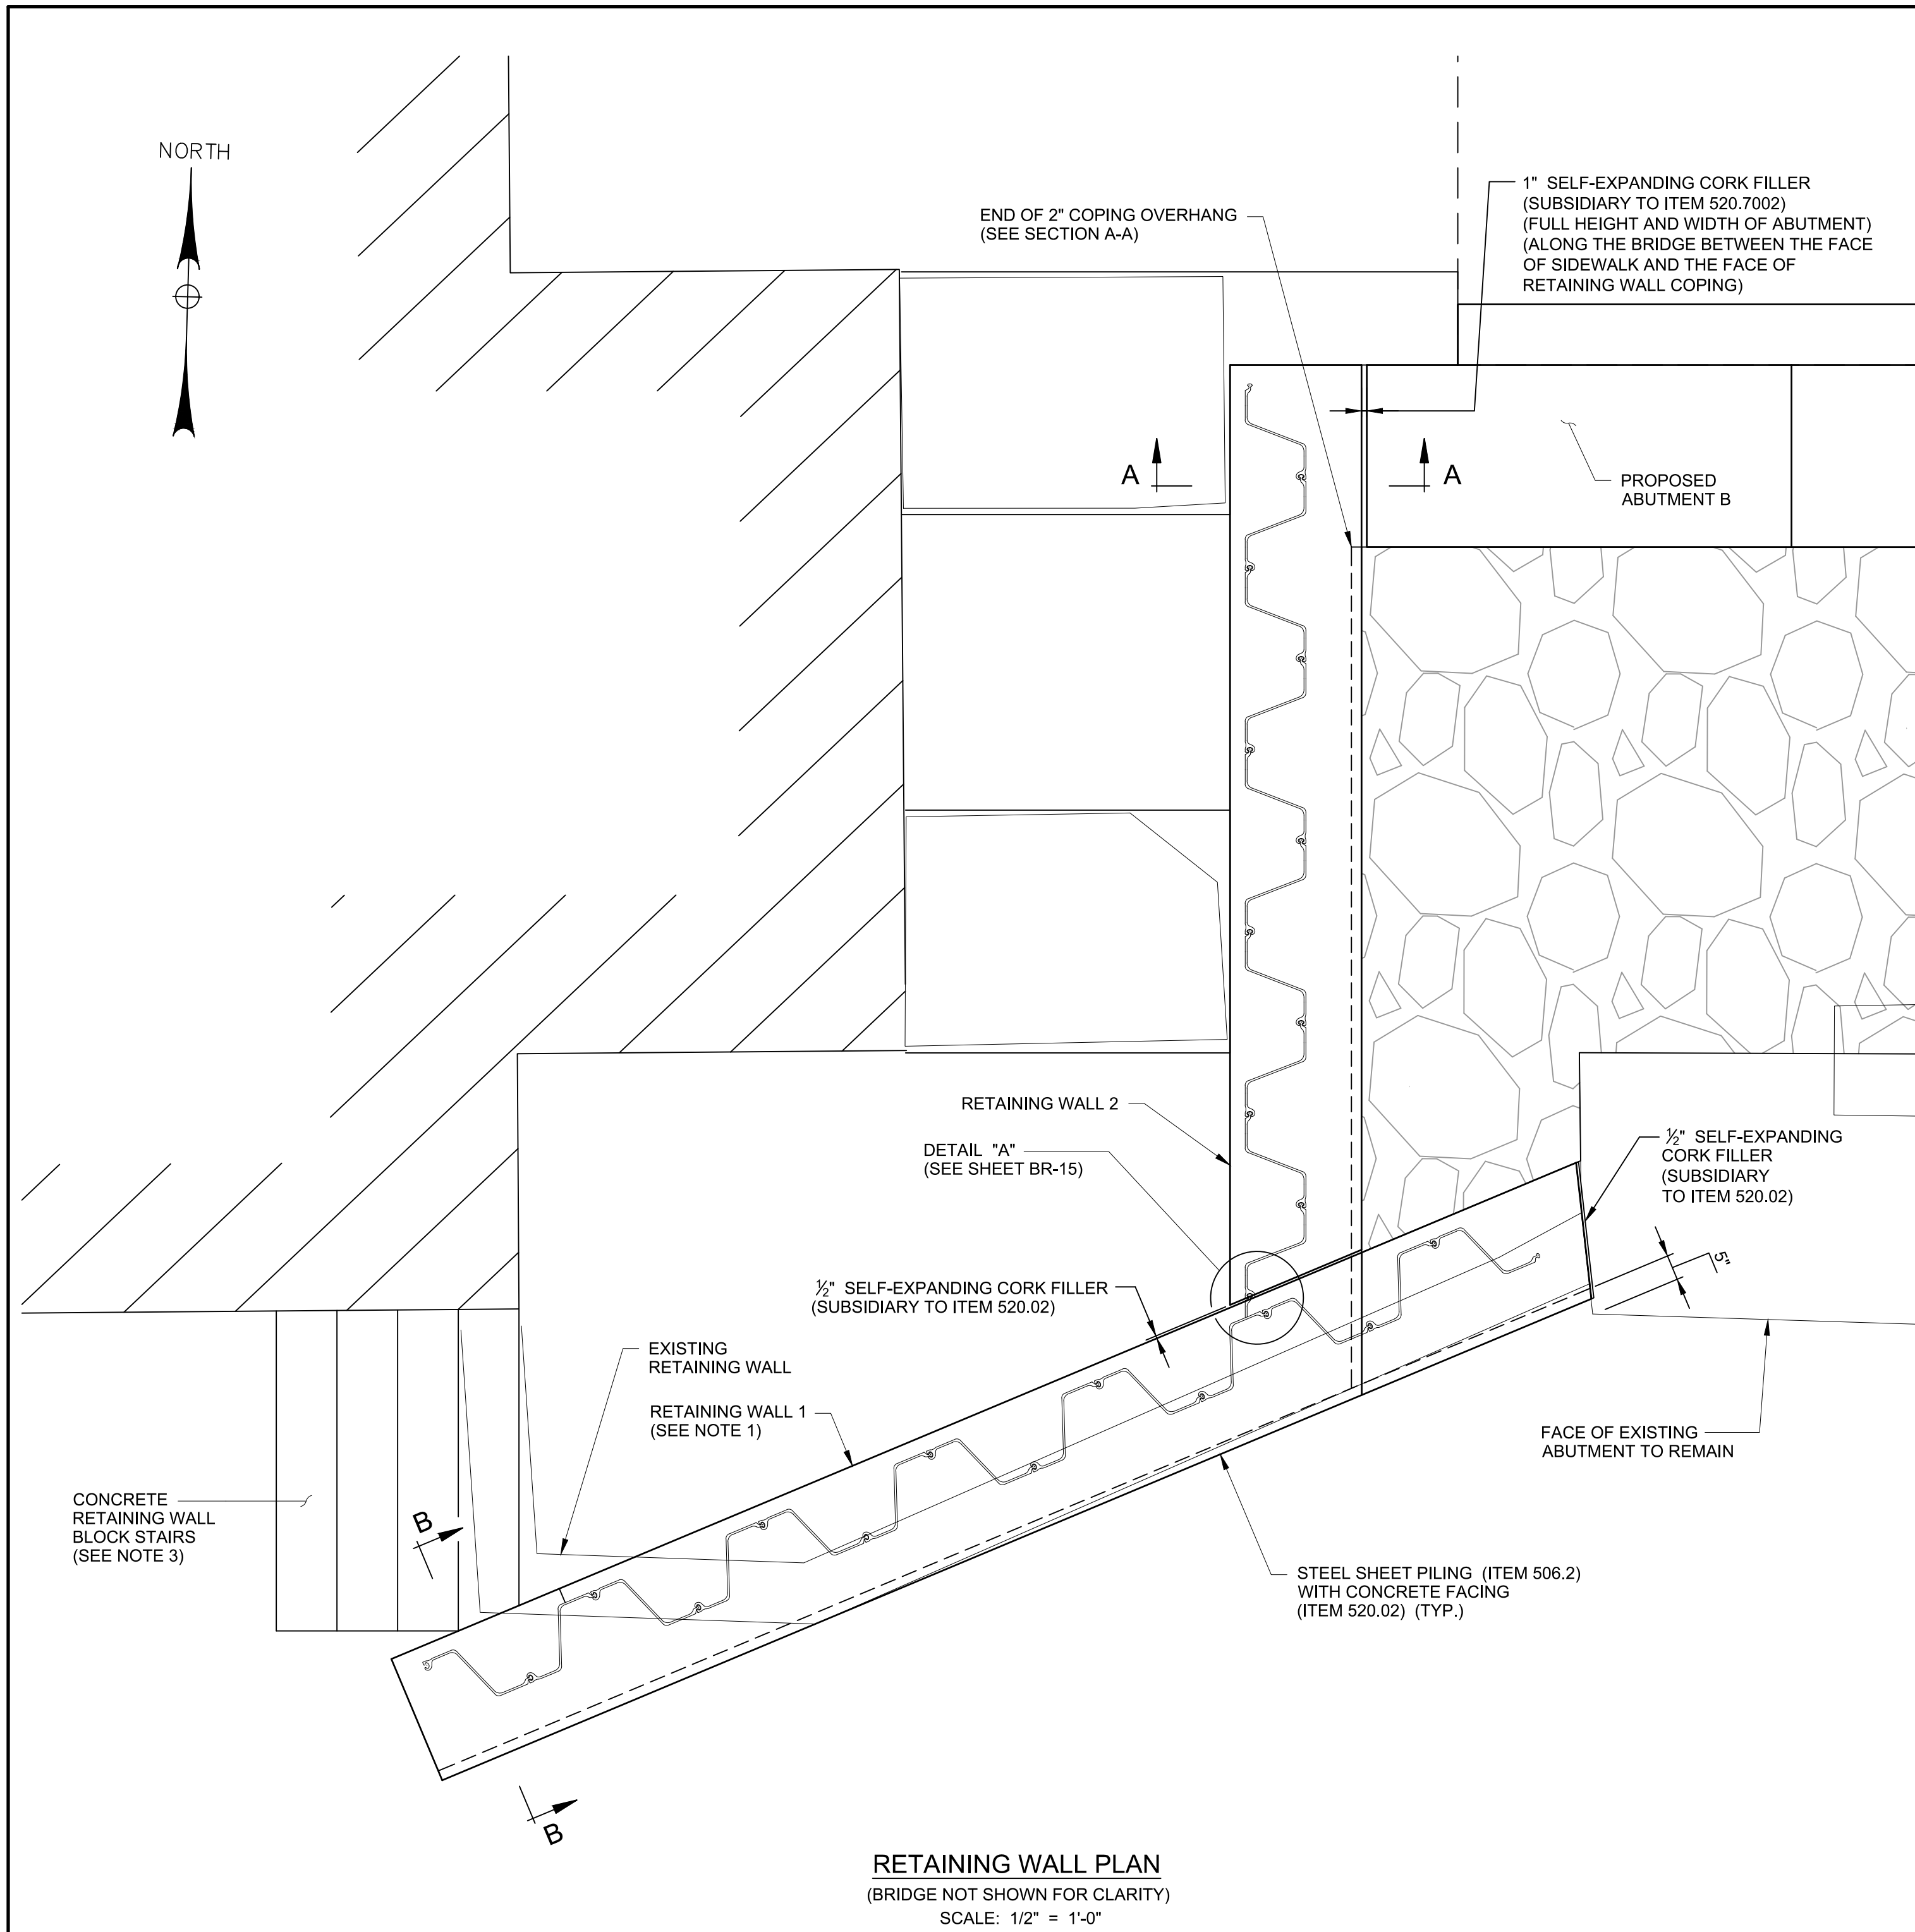 NORTH
END OF 2" COPING OVERHANG
(SEE SECTION A-A)
1" SELF-EXPANDING CORK FILLER
(SUBSIDIARY TO ITEM 520.7002)
(FULL HEIGHT AND WIDTH OF ABUTMENT)
(ALONG THE BRIDGE BETWEEN THE FACE
OF SIDEWALK AND THE FACE OF
RETAINING WALL COPING)
A
A
PROPOSED
ABUTMENT B
RETAINING WALL 2
DETAIL "A"
(SEE SHEET BR-15)
½" SELF-EXPANDING
CORK FILLER
(SUBSIDIARY
TO ITEM 520.02)
5"
½" SELF-EXPANDING CORK FILLER
(SUBSIDIARY TO ITEM 520.02)
EXISTING
RETAINING WALL
RETAINING WALL 1
(SEE NOTE 1)
FACE OF EXISTING
ABUTMENT TO REMAIN
CONCRETE
RETAINING WALL
BLOCK STAIRS
(SEE NOTE 3)
B
STEEL SHEET PILING (ITEM 506.2)
WITH CONCRETE FACING
(ITEM 520.02) (TYP.)
B
RETAINING WALL PLAN
(BRIDGE NOT SHOWN FOR CLARITY)
SCALE: 1/2" = 1'-0"